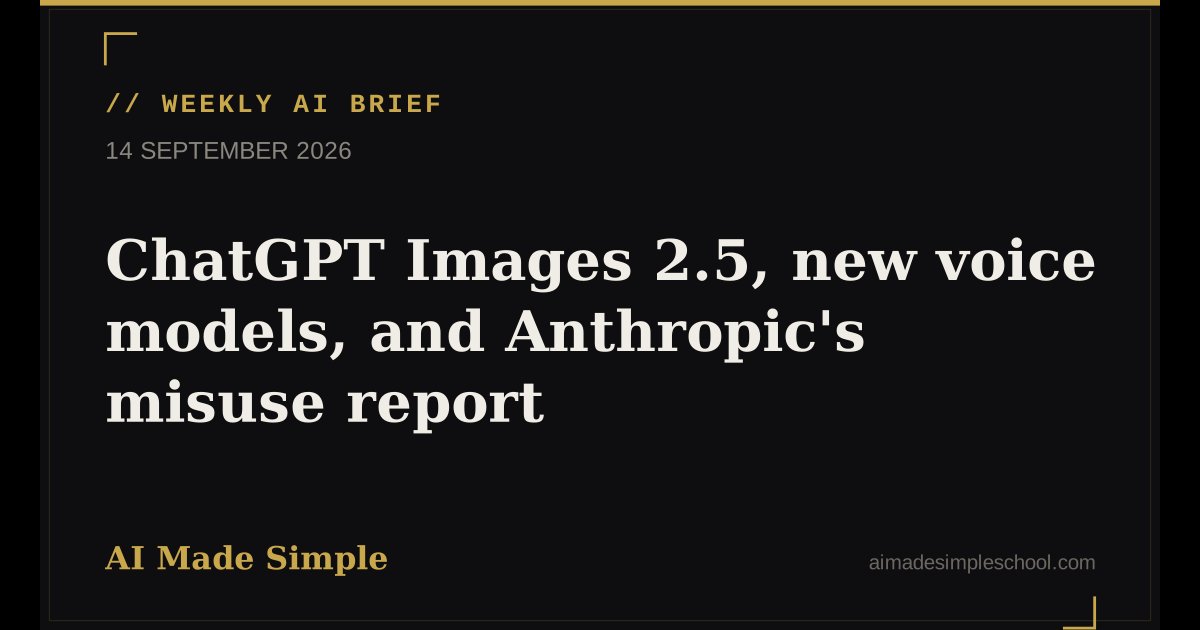 // WEEKLY AI BRIEF
14 SEPTEMBER 2026
ChatGPT Images 2.5, new voice
models, and Anthropic's
misuse report
AI Made Simple
aimadesimpleschool.com